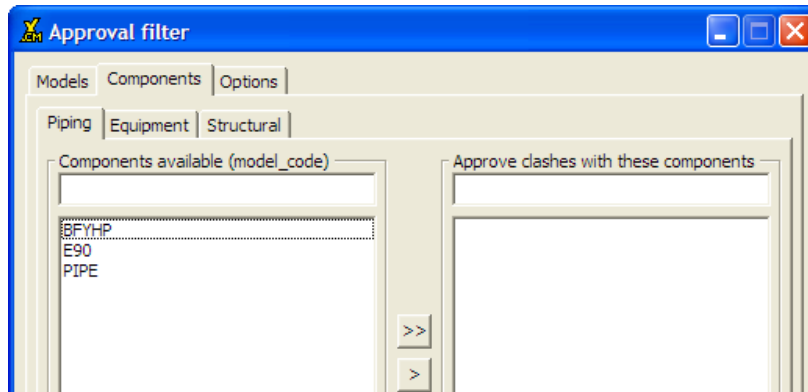 Approval filter
Models Components Options
Piping Equipment Structural
Components available (model_code)
Approve clashes with these components
BFYHP
E90
PIPE
>>
>